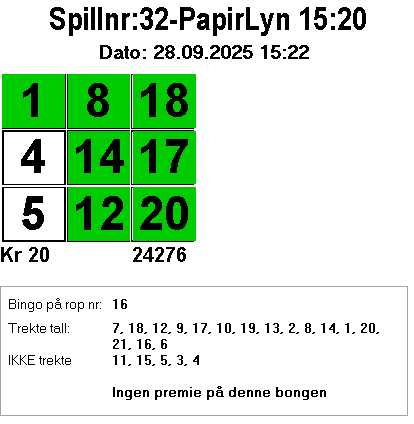 Spillnr:32-PapirLyn 15:20
Dato: 28.09.2025 15:22
1 8 18
4 14 17
5 12 20
Kr 20 24276
Bingo på rop nr: 16
Trekte tall: 7, 18, 12, 9, 17, 10, 19, 13, 2, 8, 14, 1, 20,
21, 16, 6
IKKE trekte 11, 15, 5, 3, 4
Ingen premie på denne bongen